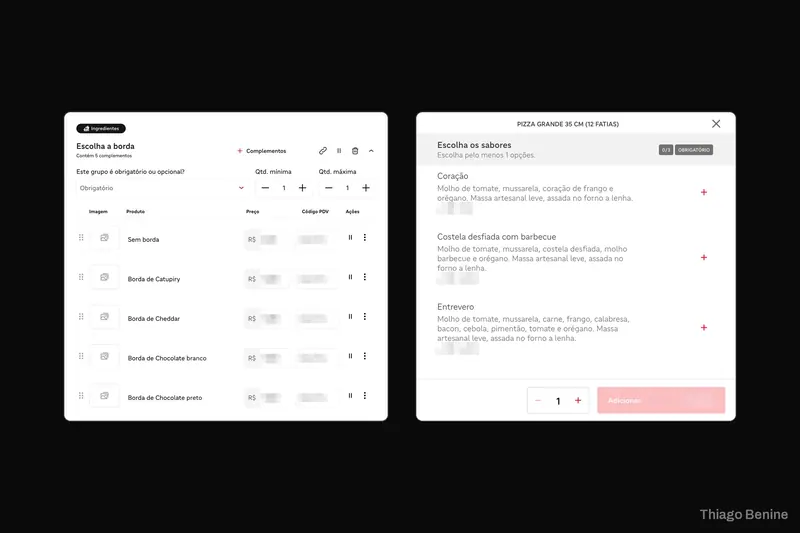 Ingredientes
Escolha a borda
Contém 5 complementos
+ Complementos
Este grupo é obrigatório ou opcional?
Qtd. mínima
Qtd. máxima
Obrigatório
1
1
Imagem Produto Preço Código PDV Ações
Sem borda R$
Borda de Catupiry R$
Borda de Cheddar R$
Borda de Chocolate branco R$
Borda de Chocolate preto R$
PIZZA GRANDE 35 CM (12 FATIAS)
Escolha os sabores
Escolha pelo menos 1 opções.
0/3 OBRIGATÓRIO
Coração
Molho de tomate, mussarela, coração de frango e
orégano. Massa artesanal leve, assada no forno a lenha.
Costela desfiada com barbecue
Molho de tomate, mussarela, costela desfiada, molho
barbecue e orégano. Massa artesanal leve, assada no
forno a lenha.
Entrevero
Molho de tomate, mussarela, carne, frango, calabresa,
bacon, cebola, pimentão, tomate e orégano. Massa
artesanal leve, assada no forno a lenha.
1
Adicionar
Thiago Benine